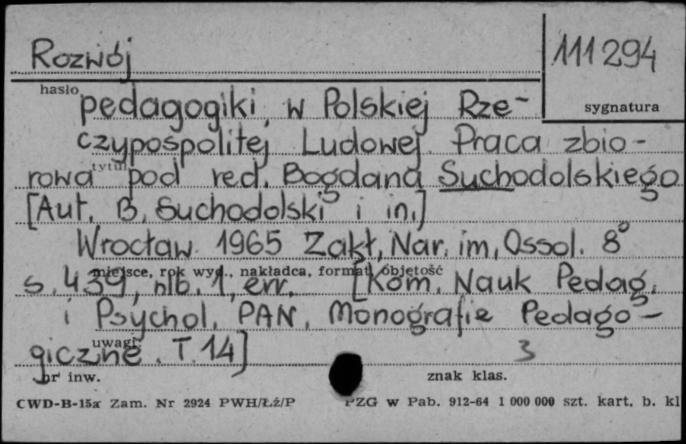 Rozwój
111294
hasło
sygnatura
pedagogiki w Polskiej Rze-
czypospolitej Ludowej. Praca zbio-
tytuł
rowa pod red. Bogdana Suchodolskiego
[Aut. B. Suchodolski i in.]
Wrocław 1965 Zakł. Nar. im. Ossol. 8°
miejsce, rok wyd., nakładca, format, objętość
s. 439, nlb. 1, err. [Kom. Nauk Pedag.
i Psychol. PAN. Monografie Pedago-
uwagi
giczne. T. 14]
3
nr inw.
znak klas.
CWD-B-15a Zam. Nr 2924 PWH/Łź/P PZG w Pab. 912-64 1 000 000 szt. kart. b. kl